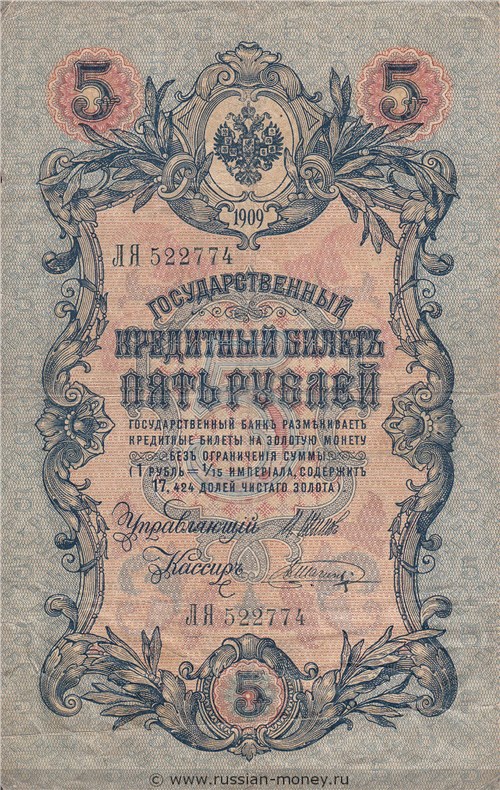 5 5
1909
ЛЯ 522774
ГОСУДАРСТВЕННЫЙ
КРЕДИТНЫЙ БИЛЕТЪ
ПЯТЬ РУБЛЕЙ
5
ГОСУДАРСТВЕННЫЙ БАНКЪ РАЗМѢНИВАЕТЪ
КРЕДИТНЫЕ БИЛЕТЫ НА ЗОЛОТУЮ МОНЕТУ
БЕЗЪ ОГРАНИЧЕНІЯ СУММЫ
(1 РУБЛЬ = 1/15 ИМПЕРІАЛА, СОДЕРЖИТЪ
17,424 ДОЛЕЙ ЧИСТАГО ЗОЛОТА).
Управляющій
Кассиръ
ЛЯ 522774
5
© www.russian-money.ru